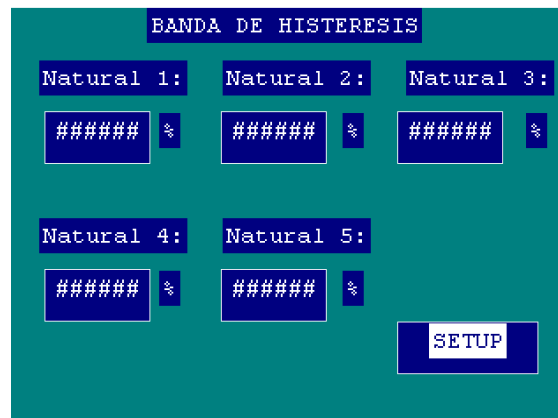 BANDA DE HISTERESIS
Natural 1: Natural 2: Natural 3:
###### % ###### % ###### %
Natural 4: Natural 5:
###### % ###### %
SETUP